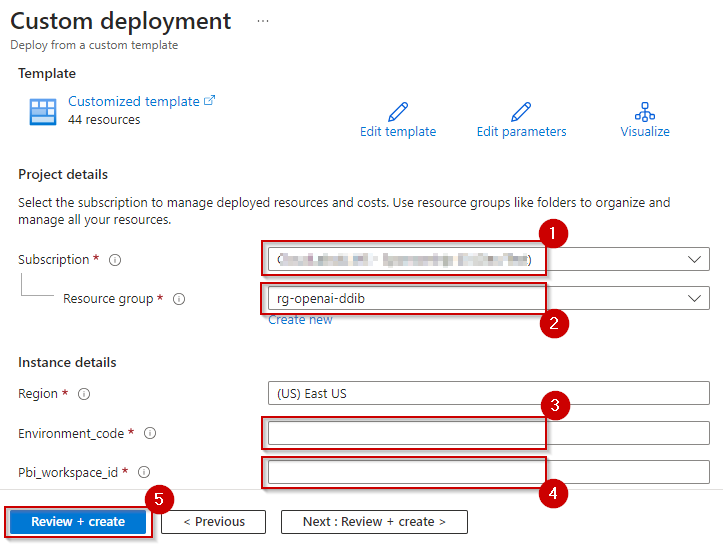 Custom deployment ...
Deploy from a custom template
Template
Customized template
44 resources
Edit template
Edit parameters
Visualize
Project details
Select the subscription to manage deployed resources and costs. Use resource groups like folders to organize and
manage all your resources.
1
Subscription *
Resource group *
rg-openai-ddib
2
Create new
Instance details
Region *
(US) East US
3
Environment_code *
Pbi_workspace_id *
4
5
Review + create
< Previous
Next : Review + create >